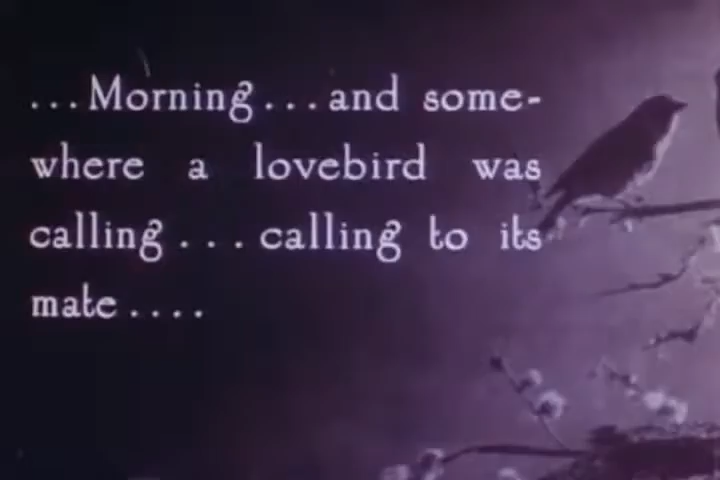 ...Morning...and some-
where a lovebird was
calling...calling to its
mate....